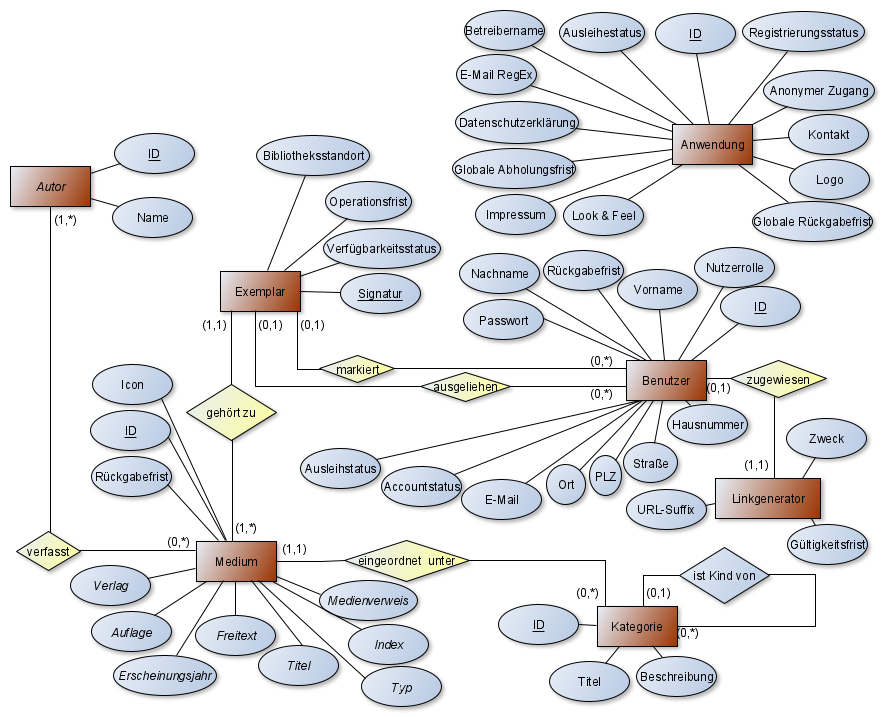 Betreibername
Ausleihestatus
ID
Registrierungsstatus
E-Mail RegEx
Anonymer Zugang
Datenschutzerklärung
Anwendung
Kontakt
Globale Abholungsfrist
Logo
Impressum
Look & Feel
Globale Rückgabefrist
ID
Autor
Name
(1,*)
Bibliotheksstandort
Operationsfrist
Verfügbarkeitsstatus
Exemplar
Signatur
(1,1)
(0,1)
(0,1)
Nachname
Rückgabefrist
Vorname
Nutzerrolle
ID
Passwort
markiert
(0,*)
Benutzer
(0,1)
zugewiesen
ausgeliehen
(0,*)
Icon
gehört zu
Hausnummer
ID
Rückgabefrist
Ausleihstatus
Accountstatus
E-Mail
Ort
PLZ
Straße
Zweck
(1,1)
Linkgenerator
URL-Suffix
Gültigkeitsfrist
(1,*)
verfasst
(0,*)
Medium
(1,1)
eingeordnet unter
ist Kind von
Verlag
Medienverweis
(0,*)
(0,1)
Auflage
Freitext
Index
ID
Kategorie
(0,*)
Erscheinungsjahr
Titel
Typ
Titel
Beschreibung